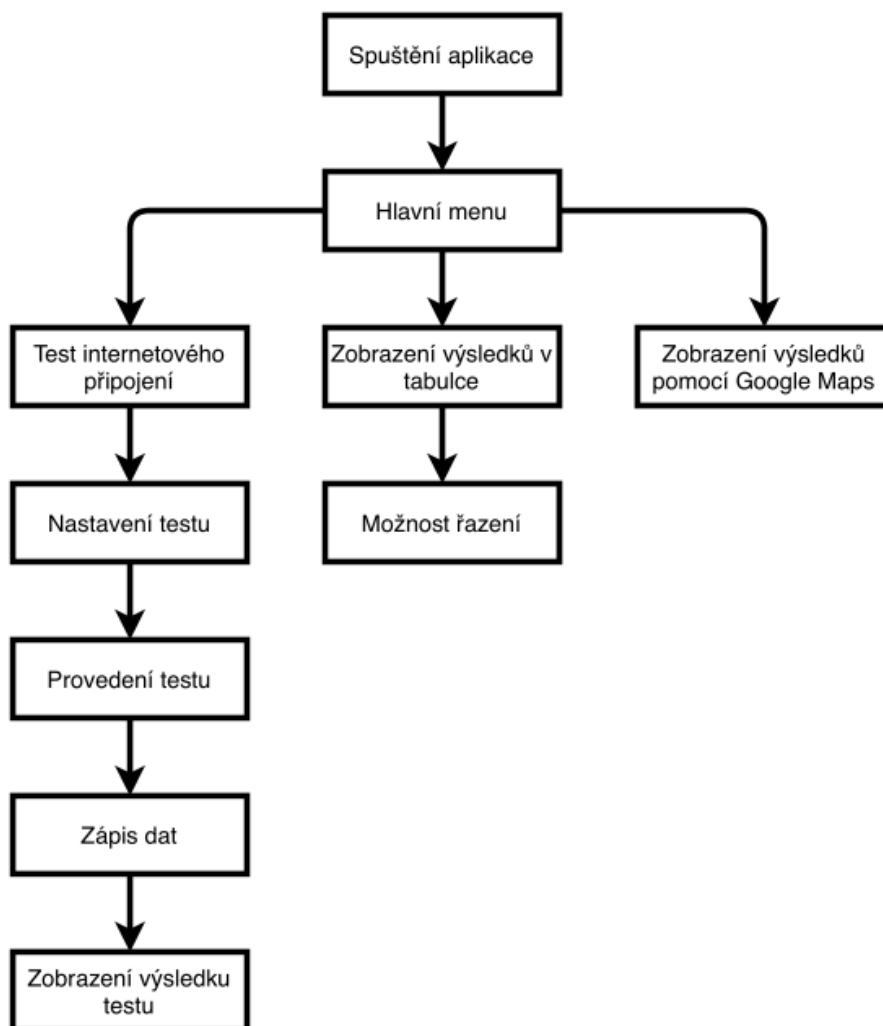 Spuštění aplikace
Hlavní menu
Test internetového
připojení
Zobrazení výsledků v
tabulce
Zobrazení výsledků
pomocí Google Maps
Nastavení testu
Možnost řazení
Provedení testu
Zápis dat
Zobrazení výsledku
testu